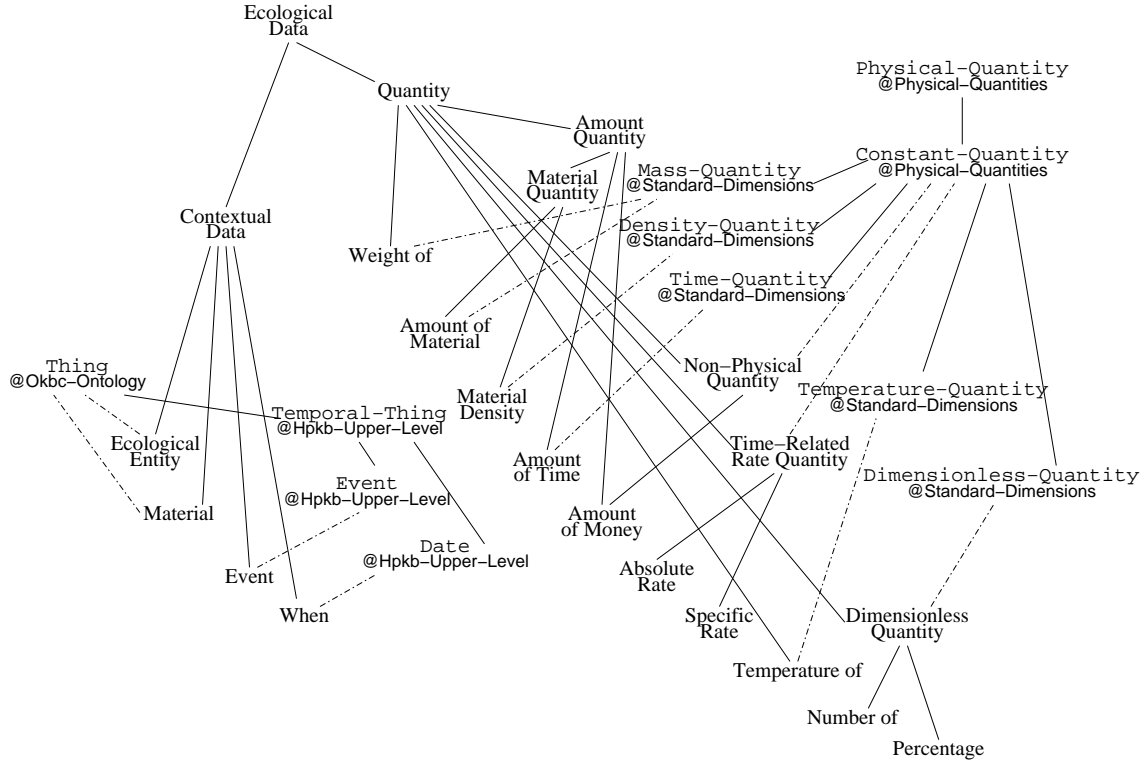 Ecological
Data
Quantity
Physical-Quantity
@Physical-Quantities
Amount
Quantity
Constant-Quantity
@Physical-Quantities
Material
Quantity
Mass-Quantity
@Standard-Dimensions
Contextual
Data
Density-Quantity
@Standard-Dimensions
Weight of
Time-Quantity
@Standard-Dimensions
Amount of
Material
Thing
@Okbc-Ontology
Non-Physical
Quantity
Temperature-Quantity
@Standard-Dimensions
Material
Density
Temporal-Thing
@Hpkb-Upper-Level
Ecological
Entity
Time-Related
Rate Quantity
Amount
of Time
Dimensionless-Quantity
@Standard-Dimensions
Event
@Hpkb-Upper-Level
Material
Amount
of Money
Date
@Hpkb-Upper-Level
Absolute
Rate
Event
When
Specific
Rate
Dimensionless
Quantity
Temperature of
Number of
Percentage